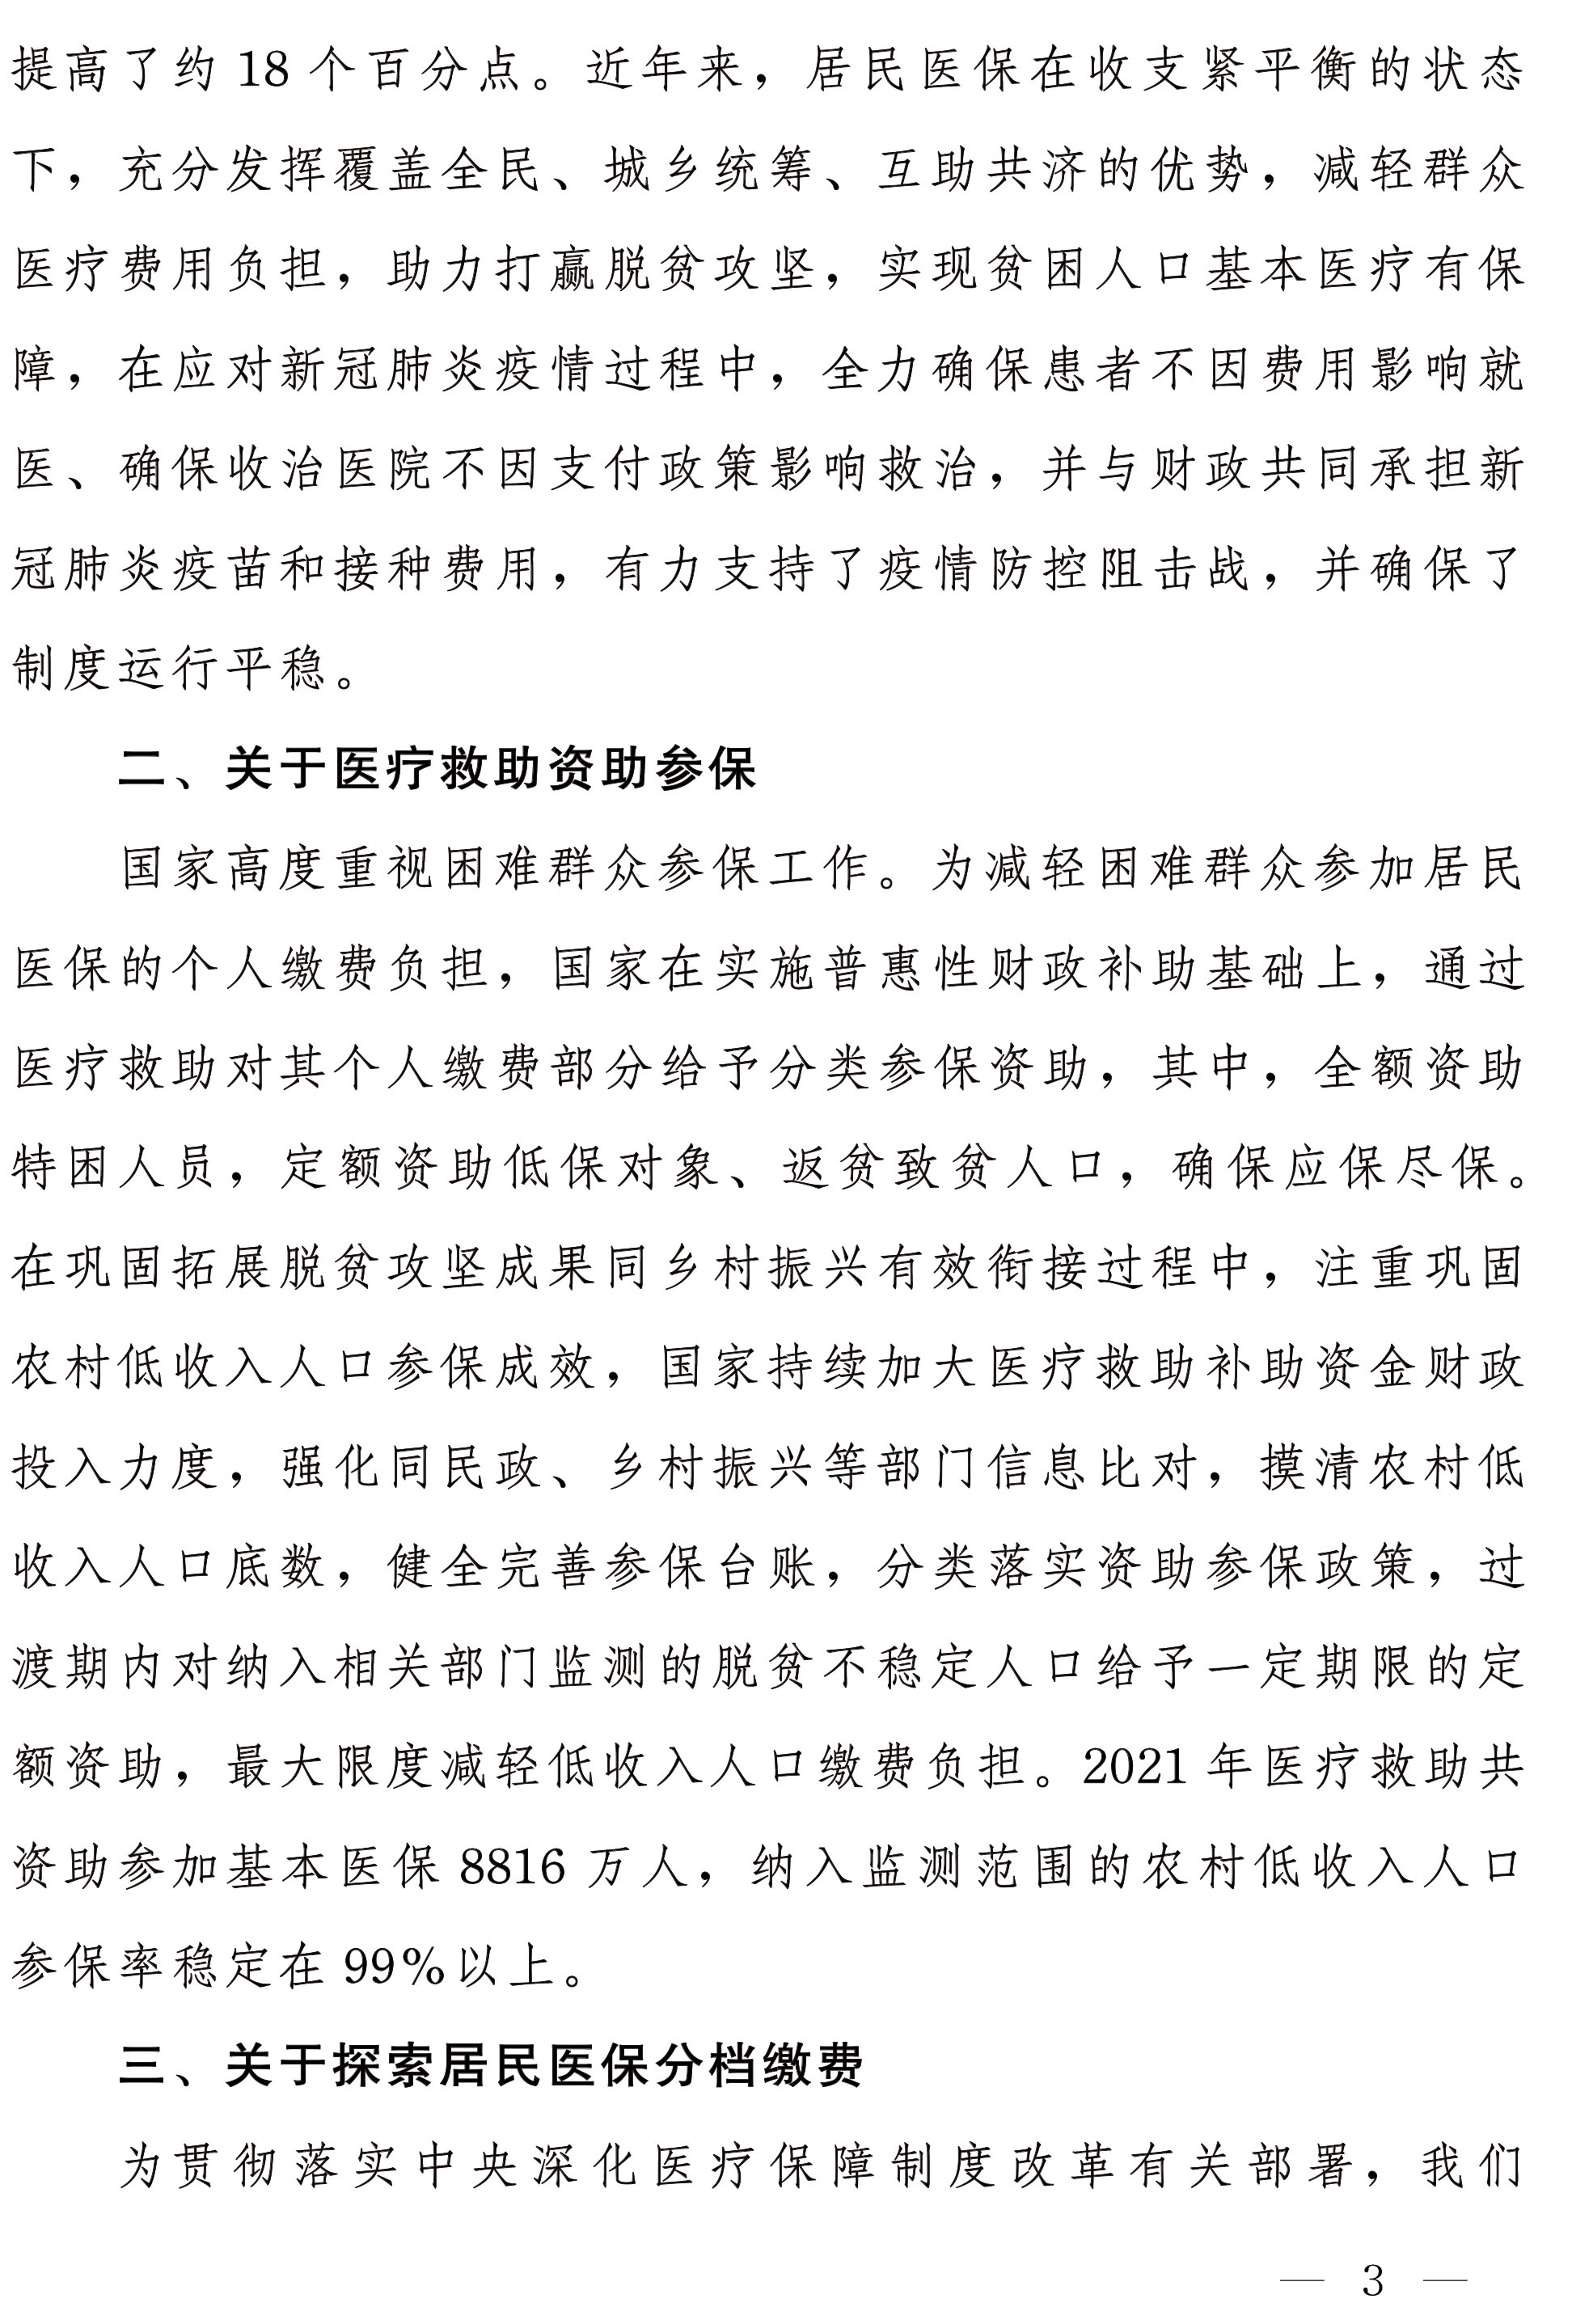 提高了约 18 个百分点。近年来，居民医保在收支紧平衡的状态
下，充分发挥覆盖全民、城乡统筹、互助共济的优势，减轻群众
医疗费用负担，助力打赢脱贫攻坚，实现贫困人口基本医疗有保
障，在应对新冠肺炎疫情过程中，全力确保患者不因费用影响就
医、确保收治医院不因支付政策影响救治，并与财政共同承担新
冠肺炎疫苗和接种费用，有力支持了疫情防控阻击战，并确保了
制度运行平稳。
二、关于医疗救助资助参保
国家高度重视困难群众参保工作。为减轻困难群众参加居民
医保的个人缴费负担，国家在实施普惠性财政补助基础上，通过
医疗救助对其个人缴费部分给予分类参保资助，其中，全额资助
特困人员，定额资助低保对象、返贫致贫人口，确保应保尽保。
在巩固拓展脱贫攻坚成果同乡村振兴有效衔接过程中，注重巩固
农村低收入人口参保成效，国家持续加大医疗救助补助资金财政
投入力度，强化同民政、乡村振兴等部门信息比对，摸清农村低
收入人口底数，健全完善参保台账，分类落实资助参保政策，过
渡期内对纳入相关部门监测的脱贫不稳定人口给予一定期限的定
额资助，最大限度减轻低收入人口缴费负担。2021 年医疗救助共
资助参加基本医保 8816 万人，纳入监测范围的农村低收入人口
参保率稳定在 99%以上。
三、关于探索居民医保分档缴费
为贯彻落实中央深化医疗保障制度改革有关部署，我们
— 3 —